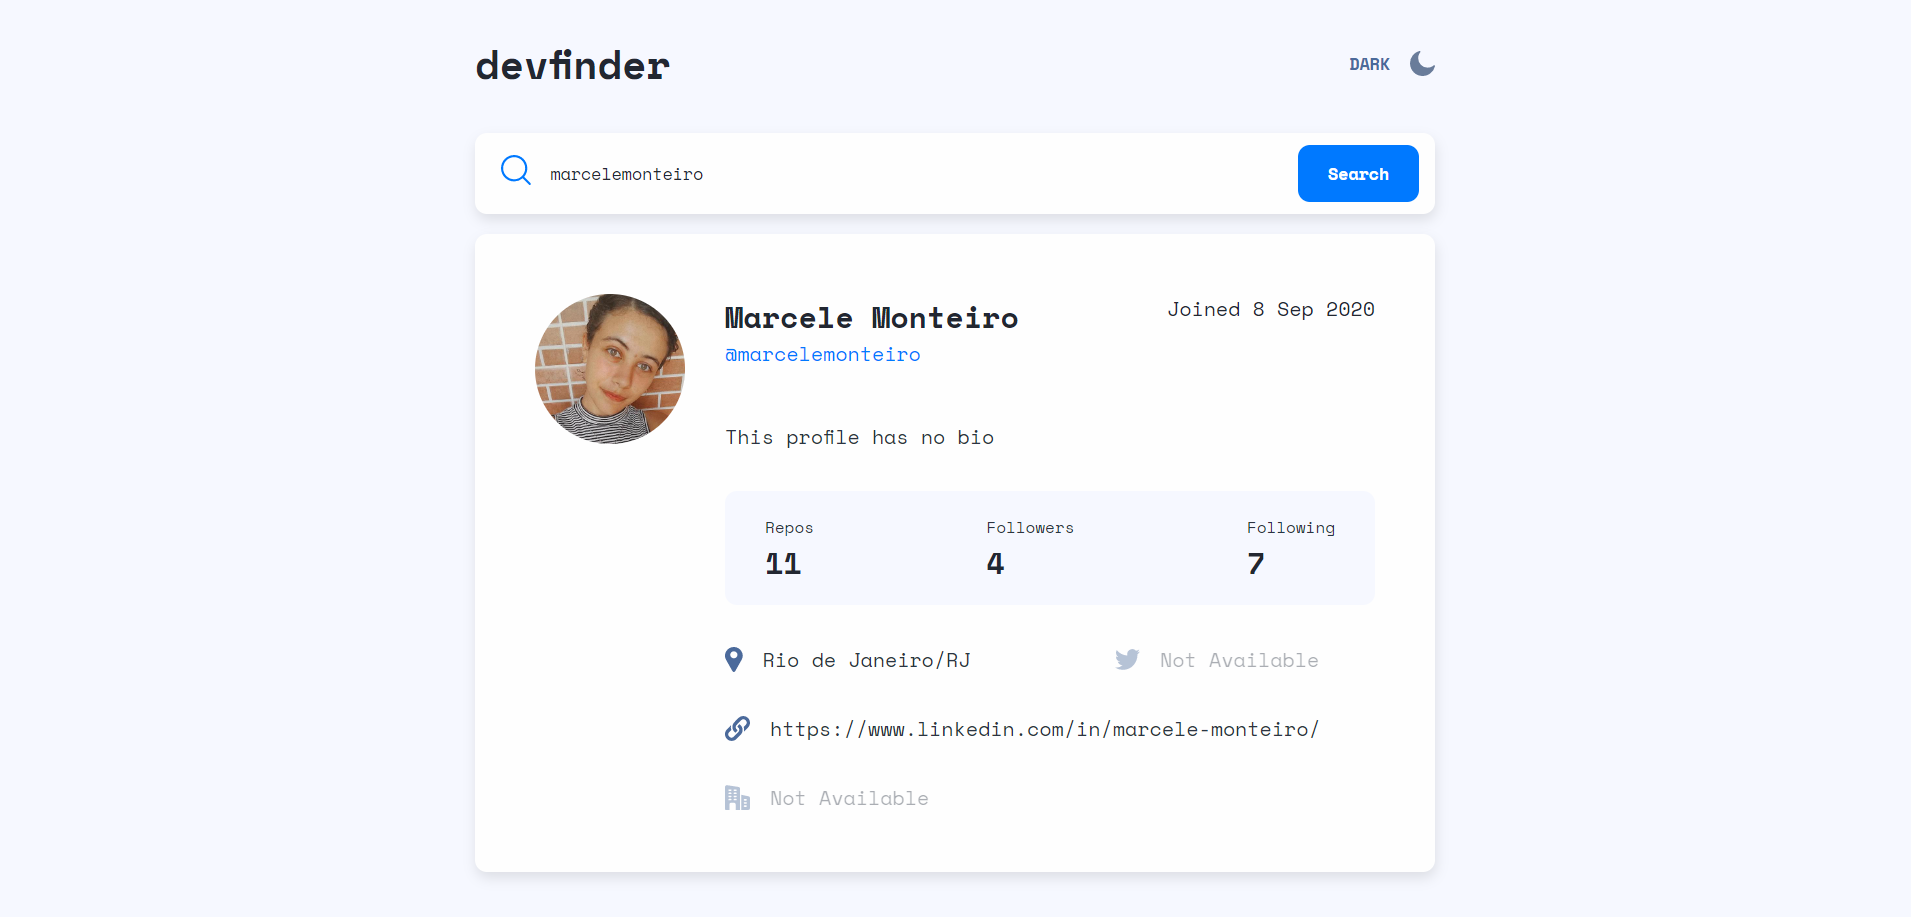 devfinder
DARK
marcelemonteiro
Search
Marcele Monteiro
Joined 8 Sep 2020
@marcelemonteiro
This profile has no bio
Repos
Followers
Following
11
4
7
Rio de Janeiro/RJ
Not Available
https://www.linkedin.com/in/marcele-monteiro/
Not Available